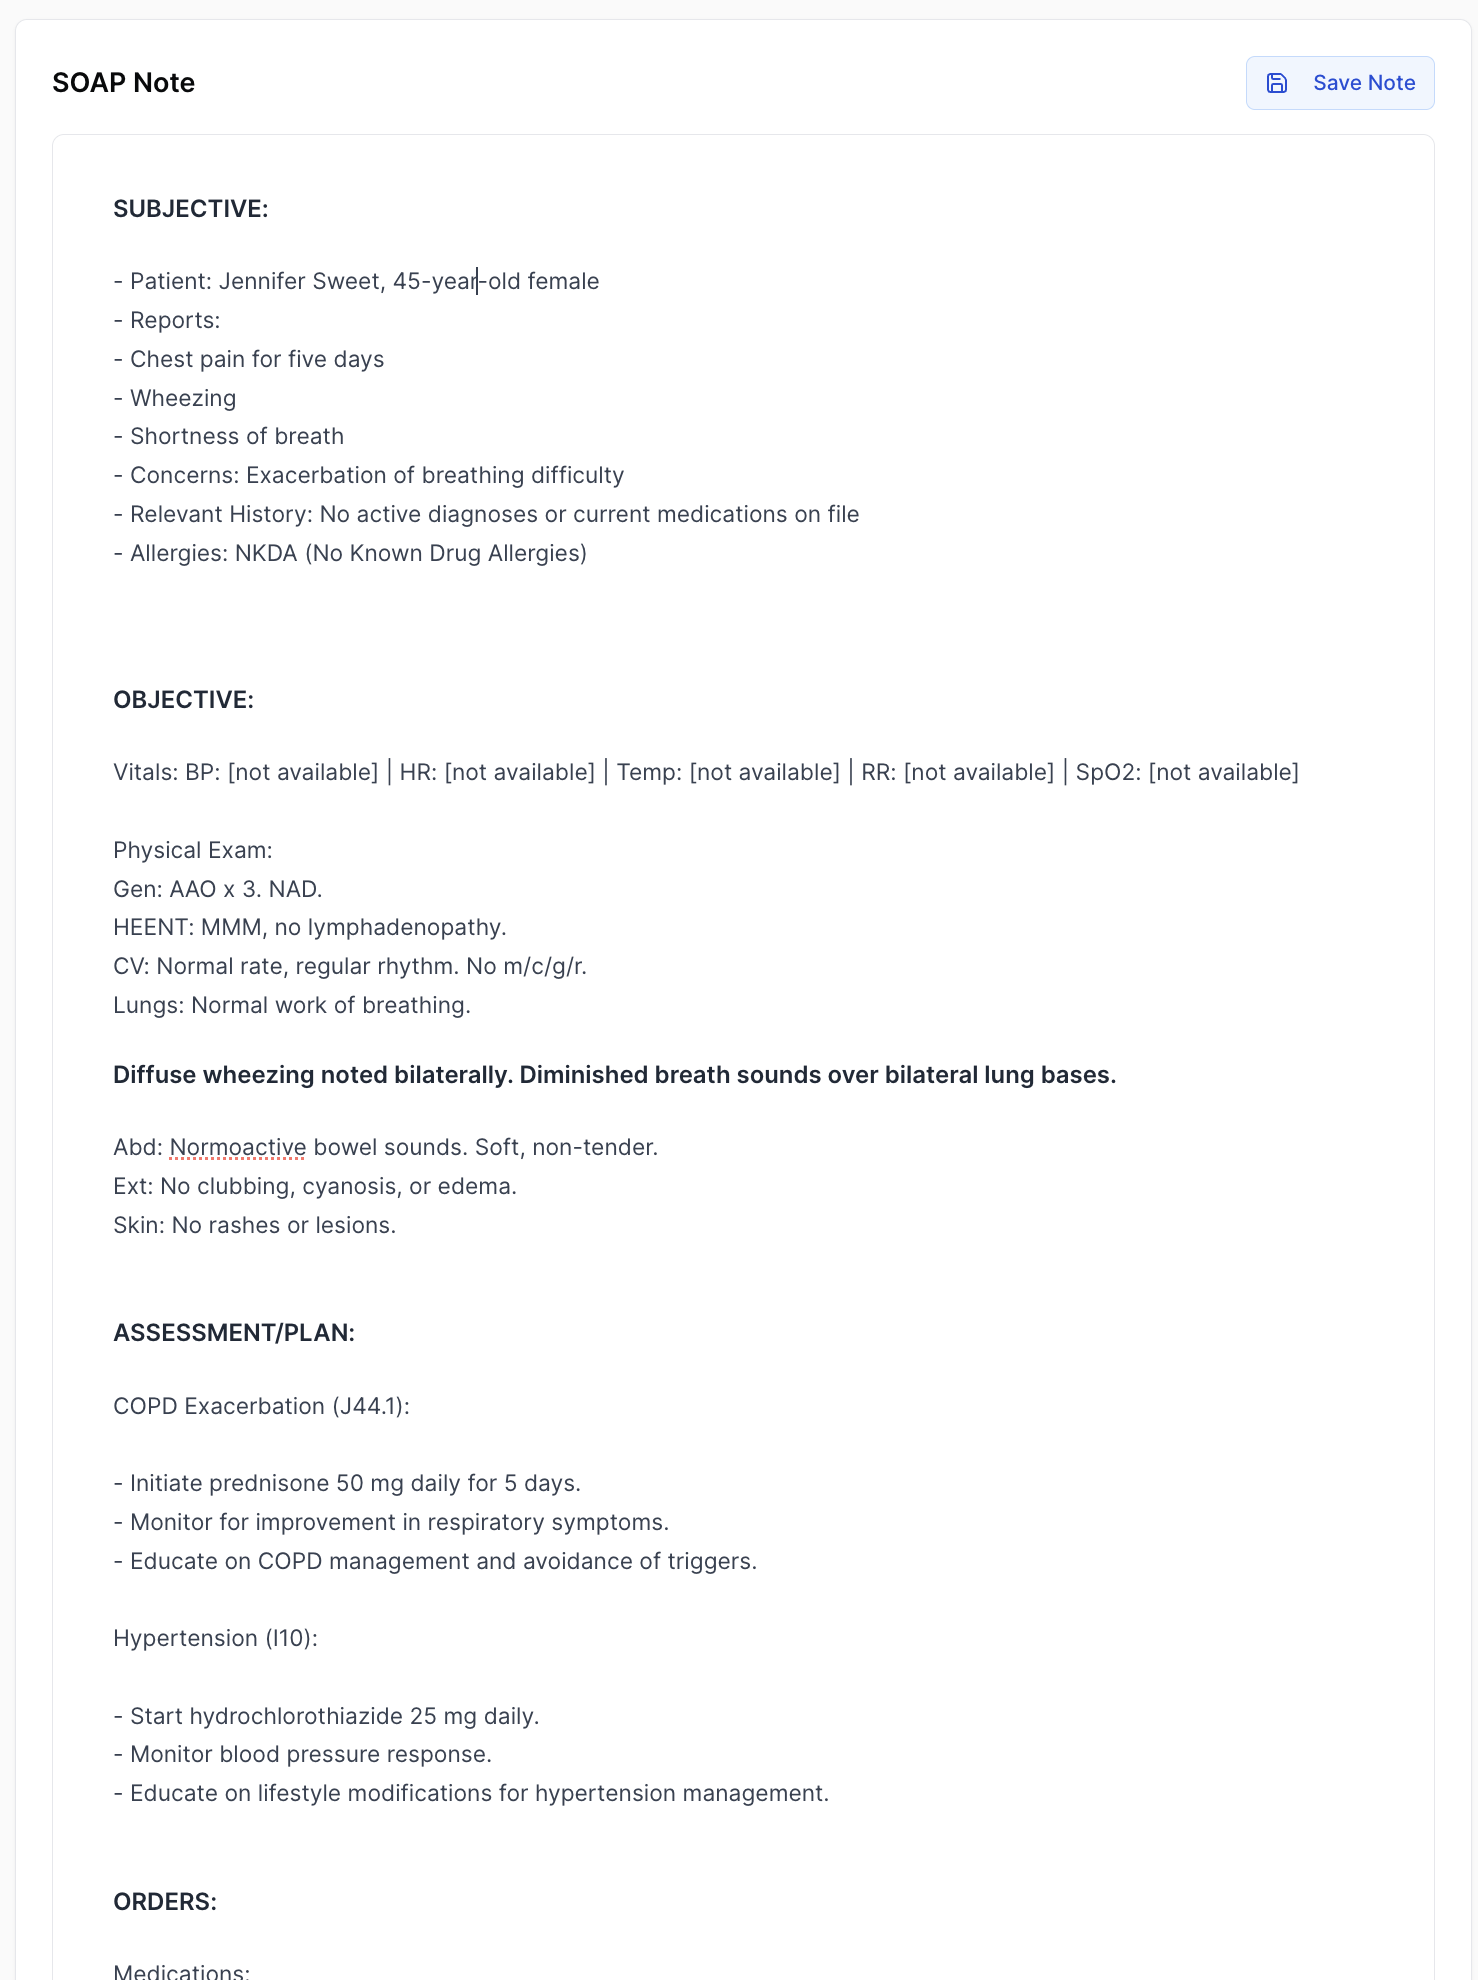 SOAP Note
Save Note
SUBJECTIVE:
- Patient: Jennifer Sweet, 45-year-old female
- Reports:
- Chest pain for five days
- Wheezing
- Shortness of breath
- Concerns: Exacerbation of breathing difficulty
- Relevant History: No active diagnoses or current medications on file
- Allergies: NKDA (No Known Drug Allergies)
OBJECTIVE:
Vitals: BP: [not available] | HR: [not available] | Temp: [not available] | RR: [not available] | SpO2: [not available]
Physical Exam:
Gen: AAO x 3. NAD.
HEENT: MMM, no lymphadenopathy.
CV: Normal rate, regular rhythm. No m/c/g/r.
Lungs: Normal work of breathing.
Diffuse wheezing noted bilaterally. Diminished breath sounds over bilateral lung bases.
Abd: Normoactive bowel sounds. Soft, non-tender.
Ext: No clubbing, cyanosis, or edema.
Skin: No rashes or lesions.
ASSESSMENT/PLAN:
COPD Exacerbation (J44.1):
- Initiate prednisone 50 mg daily for 5 days.
- Monitor for improvement in respiratory symptoms.
- Educate on COPD management and avoidance of triggers.
Hypertension (I10):
- Start hydrochlorothiazide 25 mg daily.
- Monitor blood pressure response.
- Educate on lifestyle modifications for hypertension management.
ORDERS:
Medications: